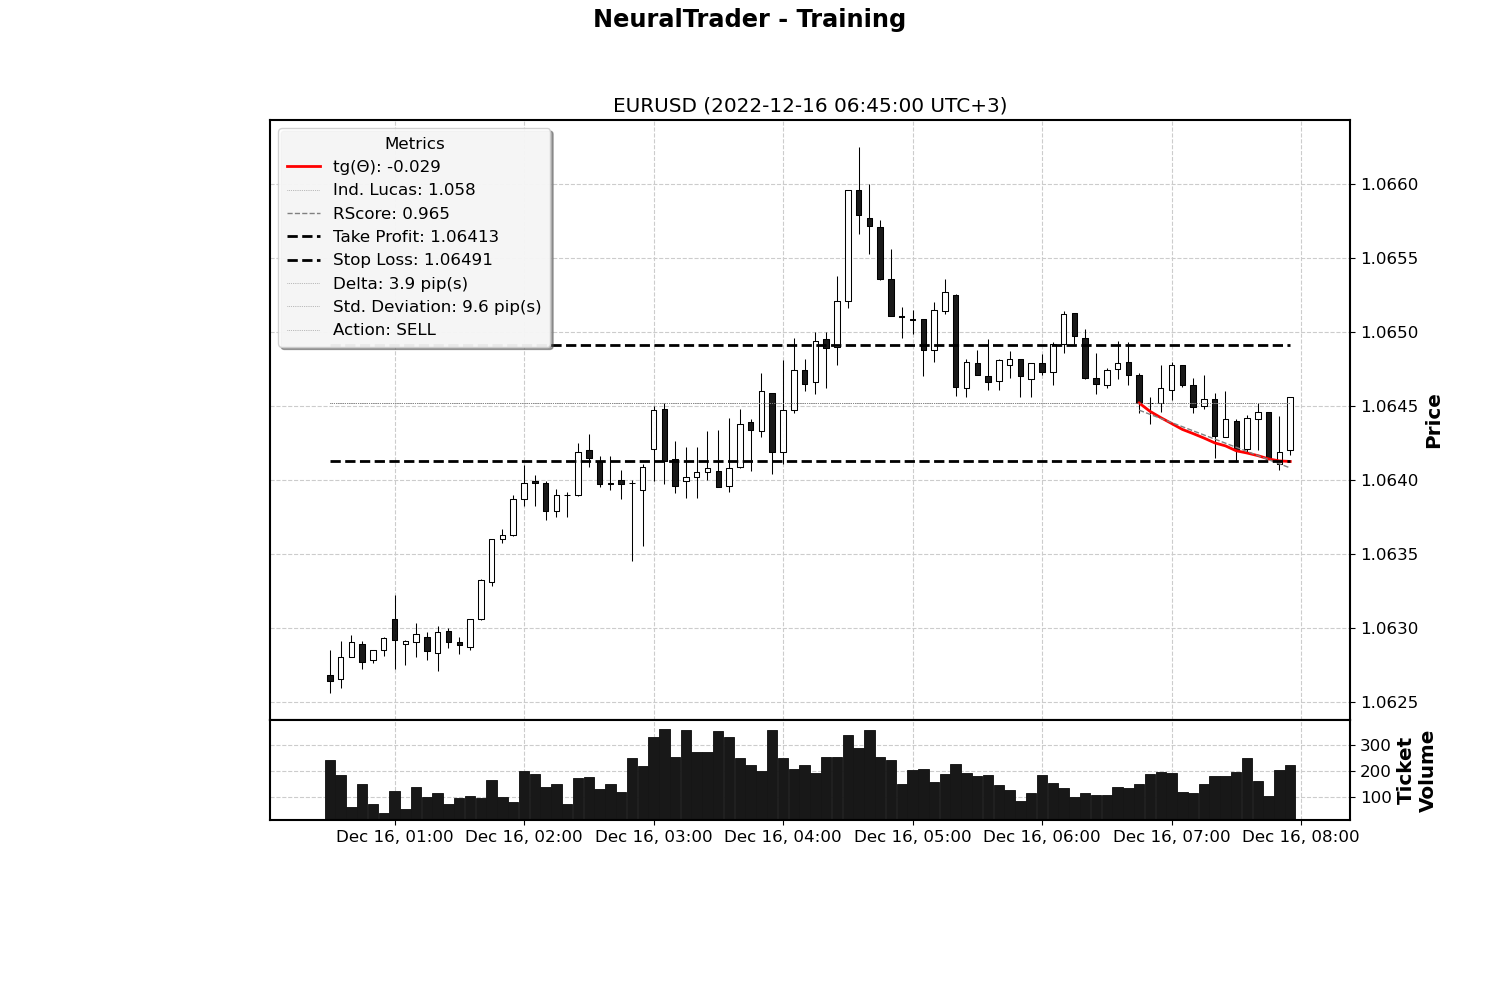 NeuralTrader - Training
EURUSD (2022-12-16 06:45:00 UTC+3)
Metrics
tg(Θ): -0.029
Ind. Lucas: 1.058
RScore: 0.965
Take Profit: 1.06413
Stop Loss: 1.06491
Delta: 3.9 pip(s)
Std. Deviation: 9.6 pip(s)
Action: SELL
1.0660
1.0655
1.0650
1.0645
1.0640
1.0635
1.0630
1.0625
Price
300
200
100
Ticket
Volume
Dec 16, 01:00 Dec 16, 02:00 Dec 16, 03:00 Dec 16, 04:00 Dec 16, 05:00 Dec 16, 06:00 Dec 16, 07:00 Dec 16, 08:00